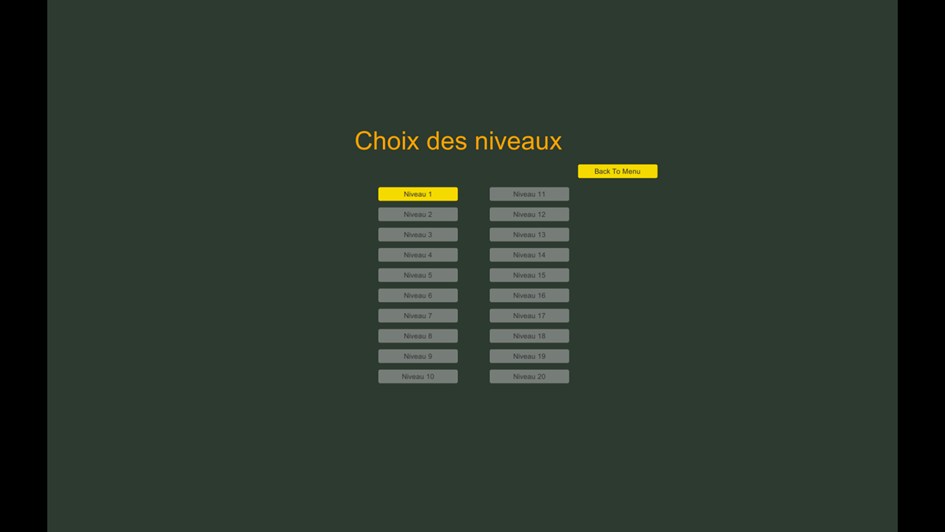 Choix des niveaux
Back To Menu
Niveau 1
Niveau 2
Niveau 3
Niveau 4
Niveau 5
Niveau 6
Niveau 7
Niveau 8
Niveau 9
Niveau 10
Niveau 11
Niveau 12
Niveau 13
Niveau 14
Niveau 15
Niveau 16
Niveau 17
Niveau 18
Niveau 19
Niveau 20